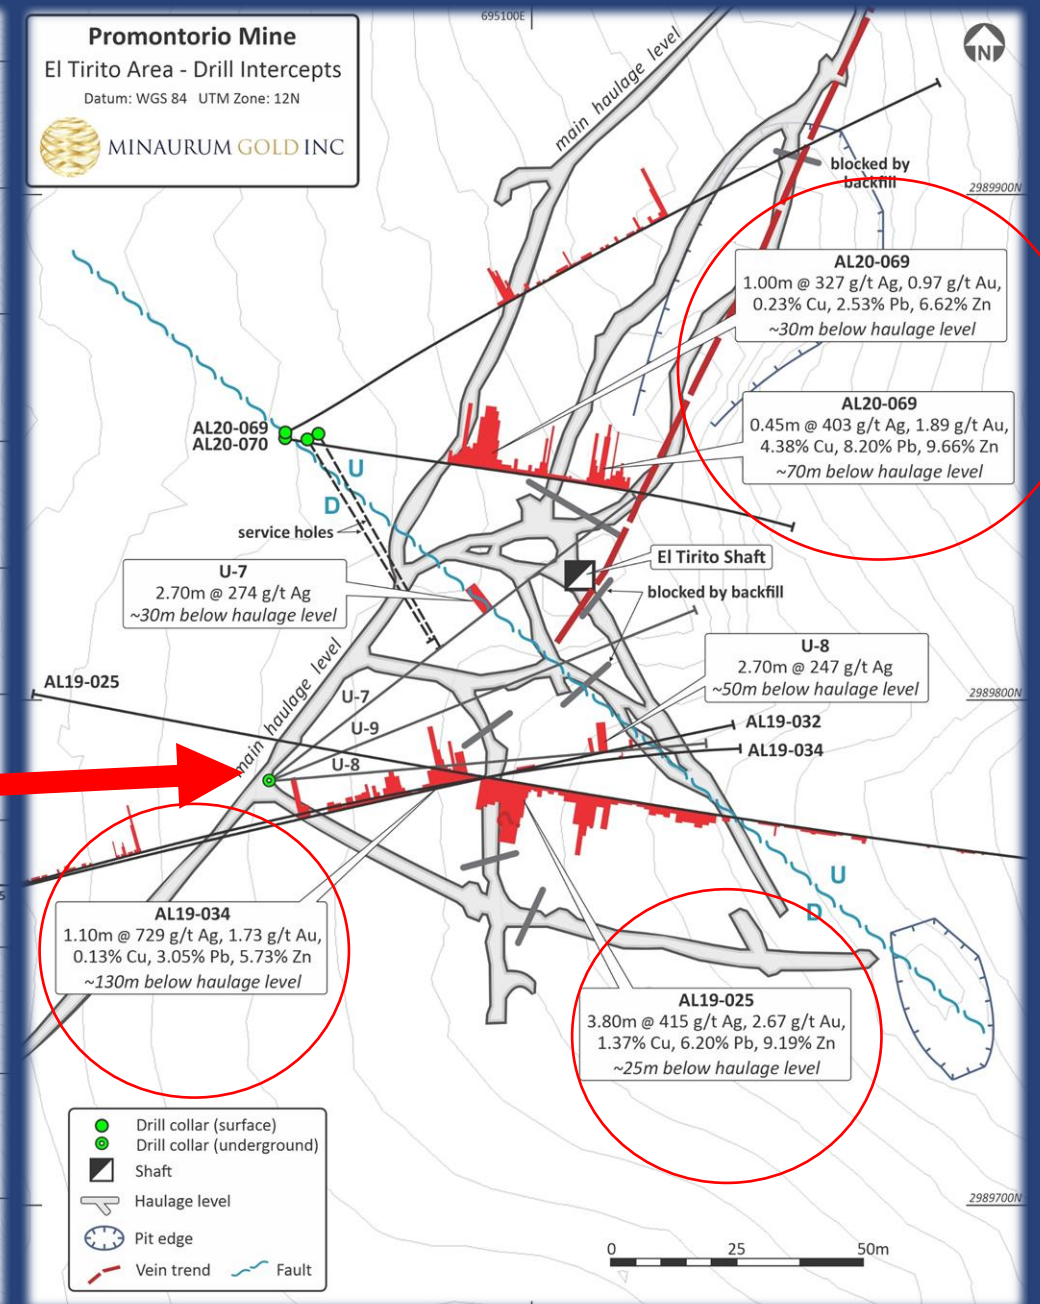 Promontorio Mine
El Tirito Area - Drill Intercepts
Datum: WGS 84 UTM Zone: 12N
MINAURUM GOLD INC
695100E
N
main haulage level
blocked by
backfill
2989900N
AL20-069
1.00m @ 327 g/t Ag, 0.97 g/t Au,
0.23% Cu, 2.53% Pb, 6.62% Zn
~30m below haulage level
AL20-069
0.45m @ 403 g/t Ag, 1.89 g/t Au,
4.38% Cu, 8.20% Pb, 9.66% Zn
~70m below haulage level
AL20-069
AL20-070
U
D
service holes
El Tirito Shaft
blocked by backfill
U-7
2.70m @ 274 g/t Ag
~30m below haulage level
U-8
2.70m @ 247 g/t Ag
~50m below haulage level
main haulage level
AL19-025
2989800N
U-7
U-9
U-8
AL19-032
AL19-034
U
D
AL19-034
1.10m @ 729 g/t Ag, 1.73 g/t Au,
0.13% Cu, 3.05% Pb, 5.73% Zn
~130m below haulage level
AL19-025
3.80m @ 415 g/t Ag, 2.67 g/t Au,
1.37% Cu, 6.20% Pb, 9.19% Zn
~25m below haulage level
Drill collar (surface)
Drill collar (underground)
Shaft
Haulage level
Pit edge
Vein trend
Fault
2989700N
0 25 50m